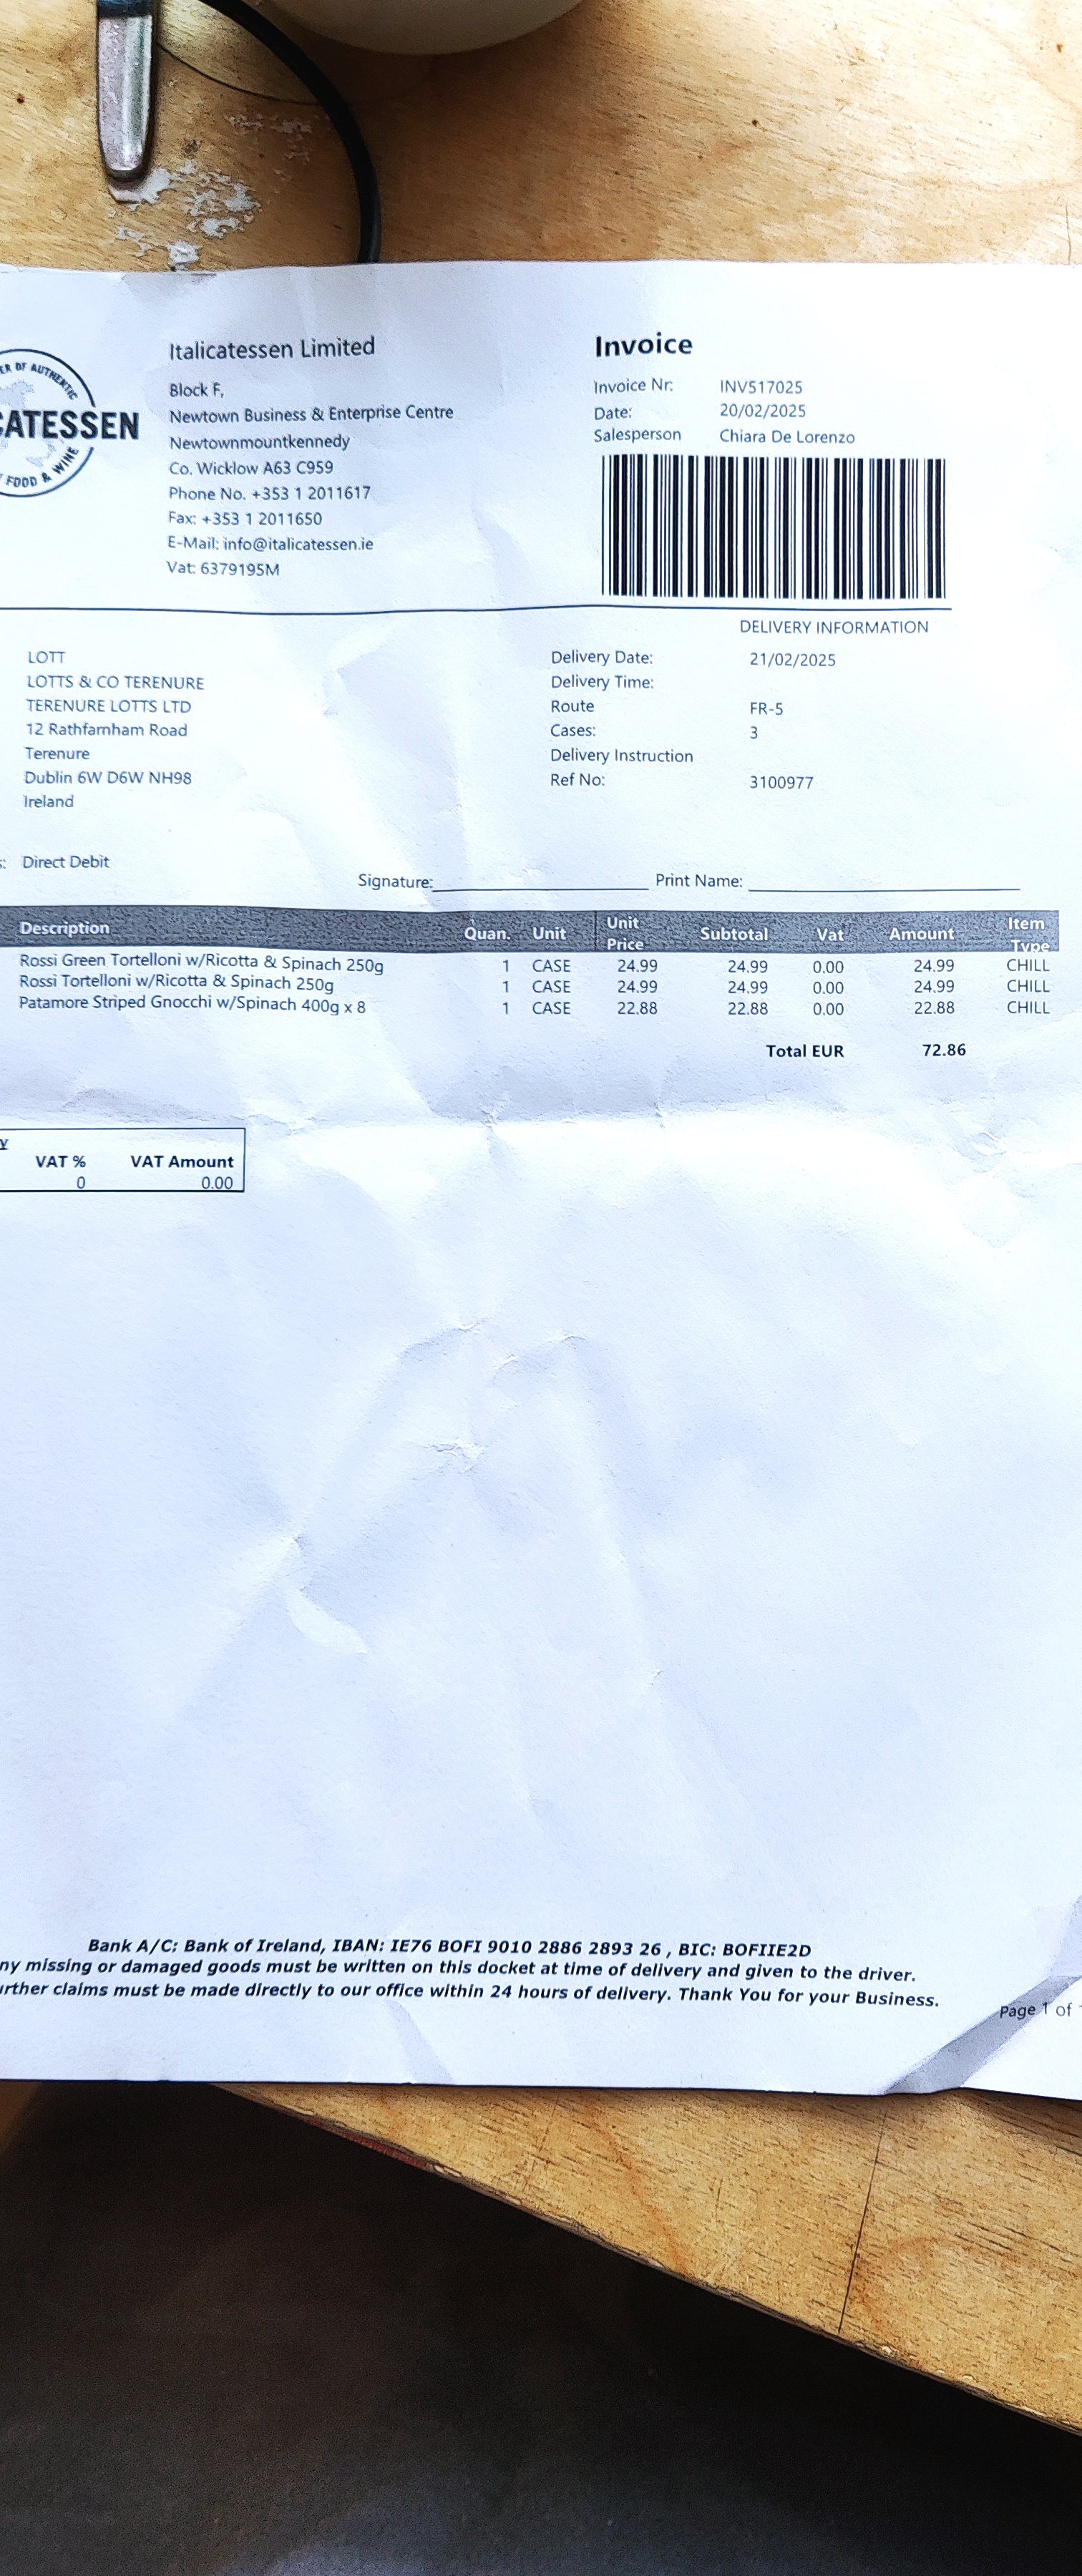 ER OF AUTHENTIC
CATESSEN
FOOD & WINE
Italicatessen Limited
Block F,
Newtown Business & Enterprise Centre
Newtownmountkennedy
Co. Wicklow A63 C959
Phone No. +353 1 2011617
Fax: +353 1 2011650
E-Mail: info@italicatessen.ie
Vat: 6379195M
Invoice
Invoice Nr: INV517025
Date: 20/02/2025
Salesperson Chiara De Lorenzo
LOTT
LOTTS & CO TERENURE
TERENURE LOTTS LTD
12 Rathfarnham Road
Terenure
Dublin 6W D6W NH98
Ireland
DELIVERY INFORMATION
Delivery Date: 21/02/2025
Delivery Time:
Route FR-5
Cases: 3
Delivery Instruction
Ref No: 3100977
s: Direct Debit
Signature: Print Name:
Description Quan. Unit Unit Price Subtotal Vat Amount Item Type
Rossi Green Tortelloni w/Ricotta & Spinach 250g 1 CASE 24.99 24.99 0.00 24.99 CHILL
Rossi Tortelloni w/Ricotta & Spinach 250g 1 CASE 24.99 24.99 0.00 24.99 CHILL
Patamore Striped Gnocchi w/Spinach 400g x 8 1 CASE 22.88 22.88 0.00 22.88 CHILL
Total EUR 72.86
y
VAT % VAT Amount
0 0.00
Bank A/C: Bank of Ireland, IBAN: IE76 BOFI 9010 2886 2893 26 , BIC: BOFIIE2D
ny missing or damaged goods must be written on this docket at time of delivery and given to the driver.
urther claims must be made directly to our office within 24 hours of delivery. Thank You for your Business.
Page 1 of